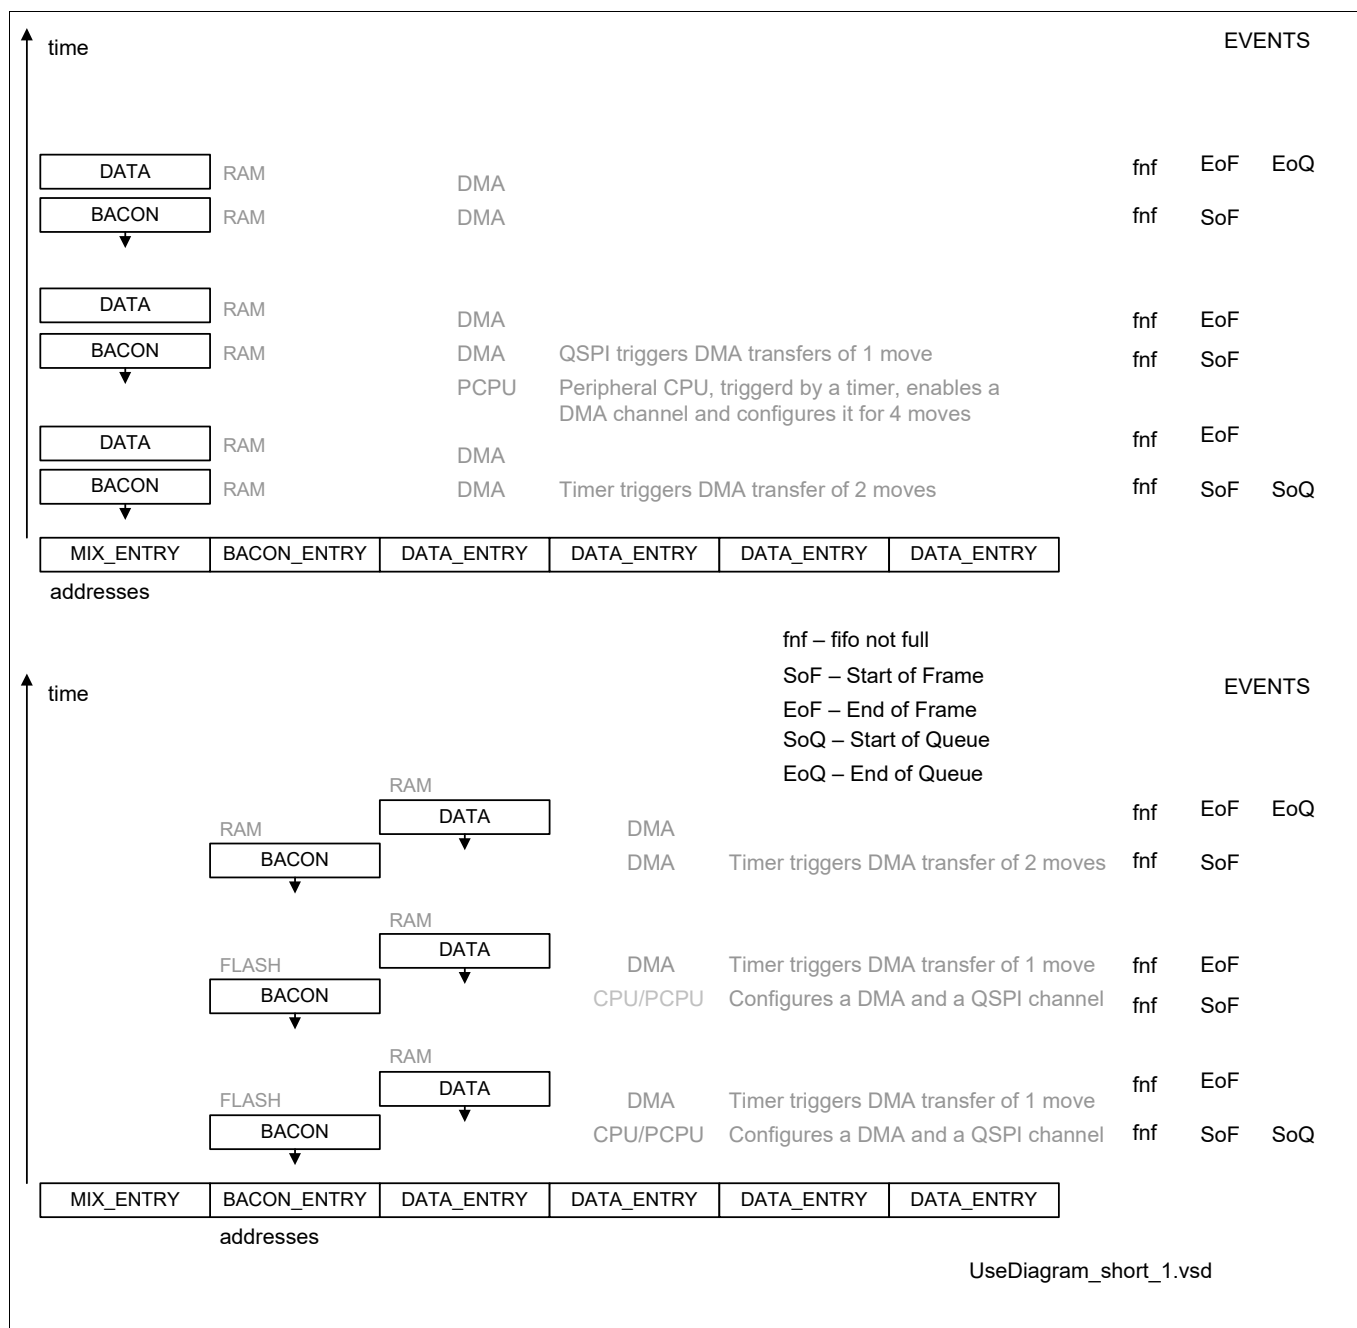 time EVENTS
DATA RAM DMA fnf EoF EoQ
BACON RAM DMA fnf SoF
DATA RAM DMA fnf EoF
BACON RAM DMA QSPI triggers DMA transfers of 1 move fnf SoF
PCPU Peripheral CPU, triggerd by a timer, enables a
DMA channel and configures it for 4 moves
DATA RAM DMA fnf EoF
BACON RAM DMA Timer triggers DMA transfer of 2 moves fnf SoF SoQ
MIX_ENTRY BACON_ENTRY DATA_ENTRY DATA_ENTRY DATA_ENTRY DATA_ENTRY
addresses
fnf – fifo not full
SoF – Start of Frame
EoF – End of Frame
SoQ – Start of Queue
EoQ – End of Queue
time EVENTS
RAM
DATA fnf EoF EoQ
RAM DMA
BACON DMA Timer triggers DMA transfer of 2 moves fnf SoF
RAM
DATA
FLASH DMA Timer triggers DMA transfer of 1 move fnf EoF
BACON CPU/PCPU Configures a DMA and a QSPI channel fnf SoF
RAM
DATA fnf EoF
FLASH DMA Timer triggers DMA transfer of 1 move
BACON CPU/PCPU Configures a DMA and a QSPI channel fnf SoF SoQ
MIX_ENTRY BACON_ENTRY DATA_ENTRY DATA_ENTRY DATA_ENTRY DATA_ENTRY
addresses
UseDiagram_short_1.vsd